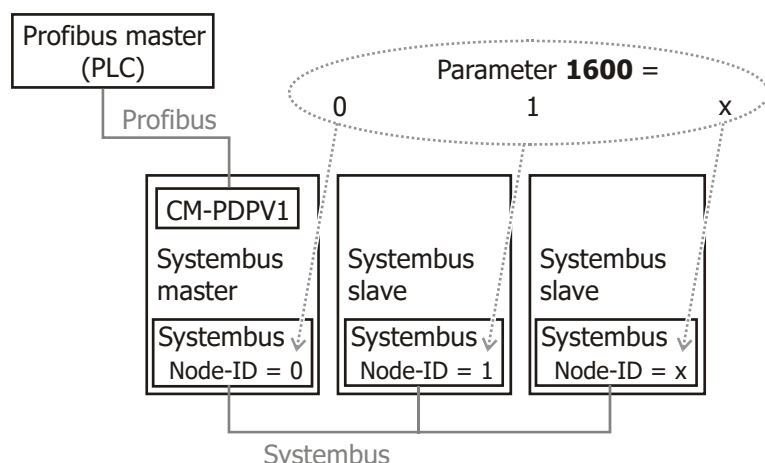 Profibus master
(PLC)
Parameter 1600 =
0 1 x
Profibus
CM-PDPV1
Systembus
master
Systembus
Node-ID = 0
Systembus
slave
Systembus
Node-ID = 1
Systembus
slave
Systembus
Node-ID = x
Systembus